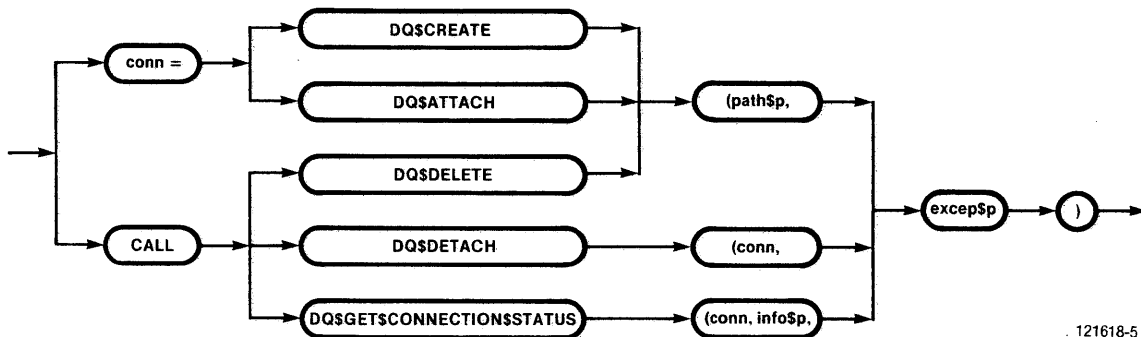 DQ$CREATE
conn =
DQ$ATTACH
(path$p,
DQ$DELETE
excep$p
)
CALL
DQ$DETACH
(conn,
DQ$GET$CONNECTION$STATUS
(conn, info$p,
121618-5